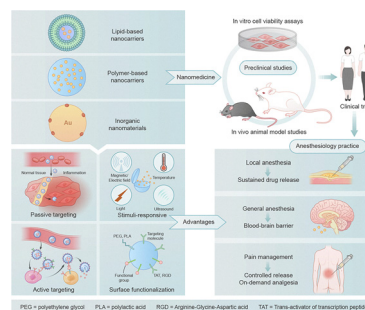 In vitro cell viability assays
Lipid-based
nanocarriers
Polymer-based
nanocarriers
Nanomedicine
Preclinical studies
Au
Inorganic
nanomaterials
In vivo animal model studies
Clinical tr
Anesthesiology practice
Normal tissue
Inflammation
Passive targeting
Magnetic/
Electric field
Temperature
Light
Ultrasound
Stimuli-responsive
Advantages
Local anesthesia
Sustained drug release
General anesthesia
Blood-brain barrier
PEG, PLA
Targeting
molecule
Functional
group
TAT, RGD
Active targeting
Surface functionalization
Pain management
Controlled release
On-demand analgesia
PEG = polyethylene glycol PLA = polylactic acid RGD = Arginine-Glycine-Aspartic acid TAT = Trans-activator of transcription peptid